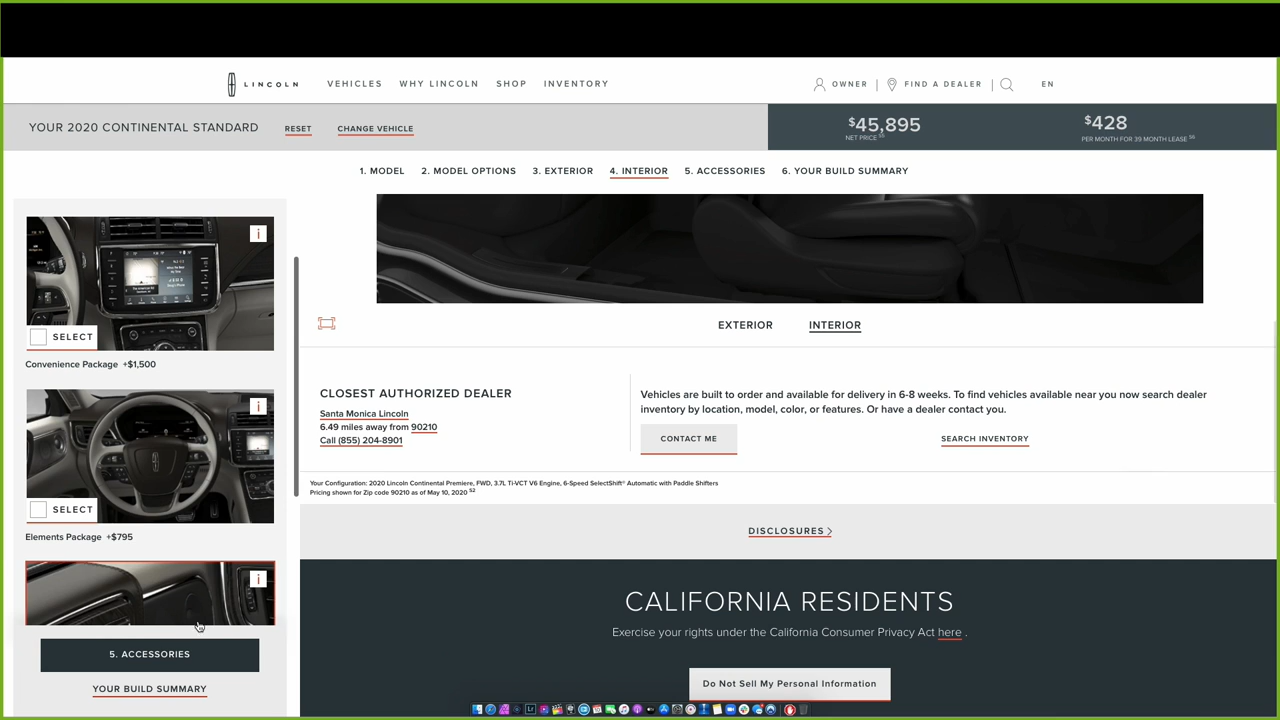 LINCOLN
VEHICLES WHY LINCOLN SHOP INVENTORY
OWNER | FIND A DEALER | EN
YOUR 2020 CONTINENTAL STANDARD RESET CHANGE VEHICLE
$45,895
NET PRICE S5
$428
PER MONTH FOR 39 MONTH LEASE S6
1. MODEL 2. MODEL OPTIONS 3. EXTERIOR 4. INTERIOR 5. ACCESSORIES 6. YOUR BUILD SUMMARY
i
SELECT
Convenience Package +$1,500
i
SELECT
Elements Package +$795
i
5. ACCESSORIES
YOUR BUILD SUMMARY
EXTERIOR INTERIOR
CLOSEST AUTHORIZED DEALER
Santa Monica Lincoln
6.49 miles away from 90210
Call (855) 204-8901
Vehicles are built to order and available for delivery in 6-8 weeks. To find vehicles available near you now search dealer
inventory by location, model, color, or features. Or have a dealer contact you.
CONTACT ME SEARCH INVENTORY
Your Configuration: 2020 Lincoln Continental Premiere, FWD, 3.7L Ti-VCT V6 Engine, 6-Speed SelectShift® Automatic with Paddle Shifters
Pricing shown for Zip code 90210 as of May 10, 2020 S2
DISCLOSURES
CALIFORNIA RESIDENTS
Exercise your rights under the California Consumer Privacy Act here .
Do Not Sell My Personal Information